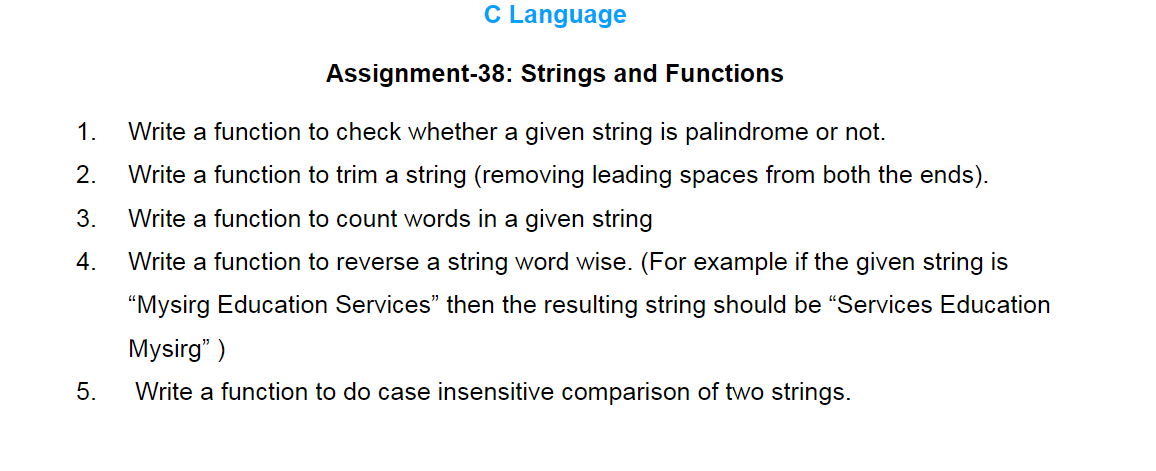 C Language
Assignment-38: Strings and Functions
1. Write a function to check whether a given string is palindrome or not.
2. Write a function to trim a string (removing leading spaces from both the ends).
3. Write a function to count words in a given string
4. Write a function to reverse a string word wise. (For example if the given string is
“Mysirg Education Services” then the resulting string should be “Services Education
Mysirg” )
5. Write a function to do case insensitive comparison of two strings.